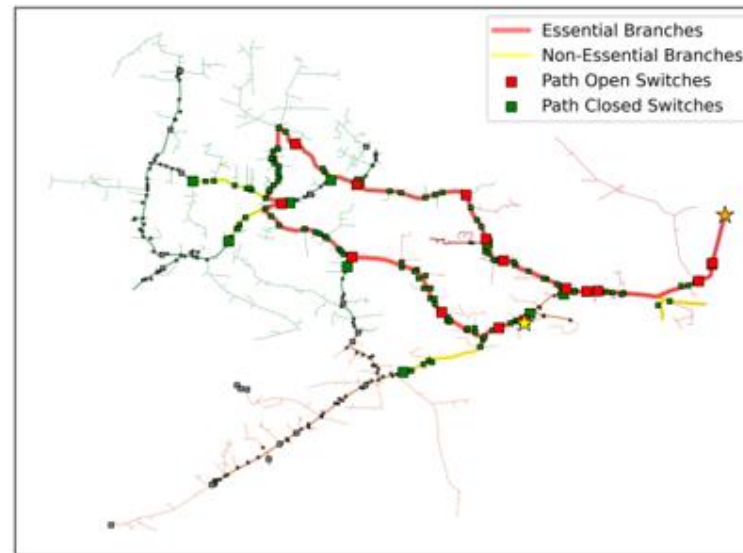 Essential Branches
Non-Essential Branches
Path Open Switches
Path Closed Switches